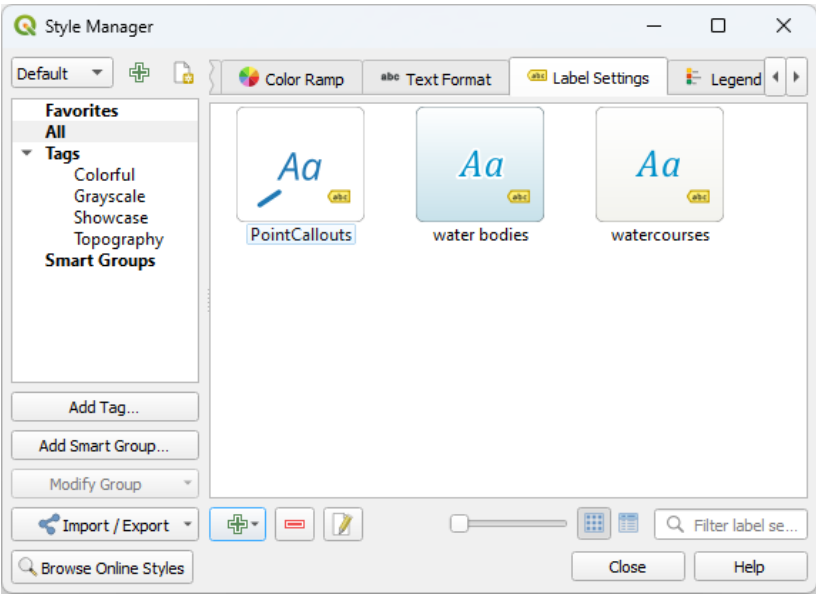 Style Manager
Default
Color Ramp
abc Text Format
abc Label Settings
Legend
Favorites
All
Tags
Colorful
Grayscale
Showcase
Topography
Smart Groups
Aa
abc
PointCallouts
Aa
abc
water bodies
Aa
abc
watercourses
Add Tag...
Add Smart Group...
Modify Group
Import / Export
Filter label se...
Browse Online Styles
Close
Help